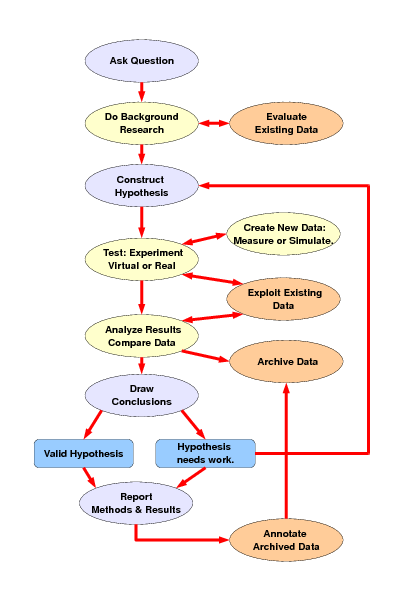 Ask Question
Do Background
Research
Evaluate
Existing Data
Construct
Hypothesis
Create New Data:
Measure or Simulate.
Test: Experiment
Virtual or Real
Exploit Existing
Data
Analyze Results
Compare Data
Archive Data
Draw
Conclusions
Valid Hypothesis
Hypothesis
needs work.
Report
Methods & Results
Annotate
Archived Data